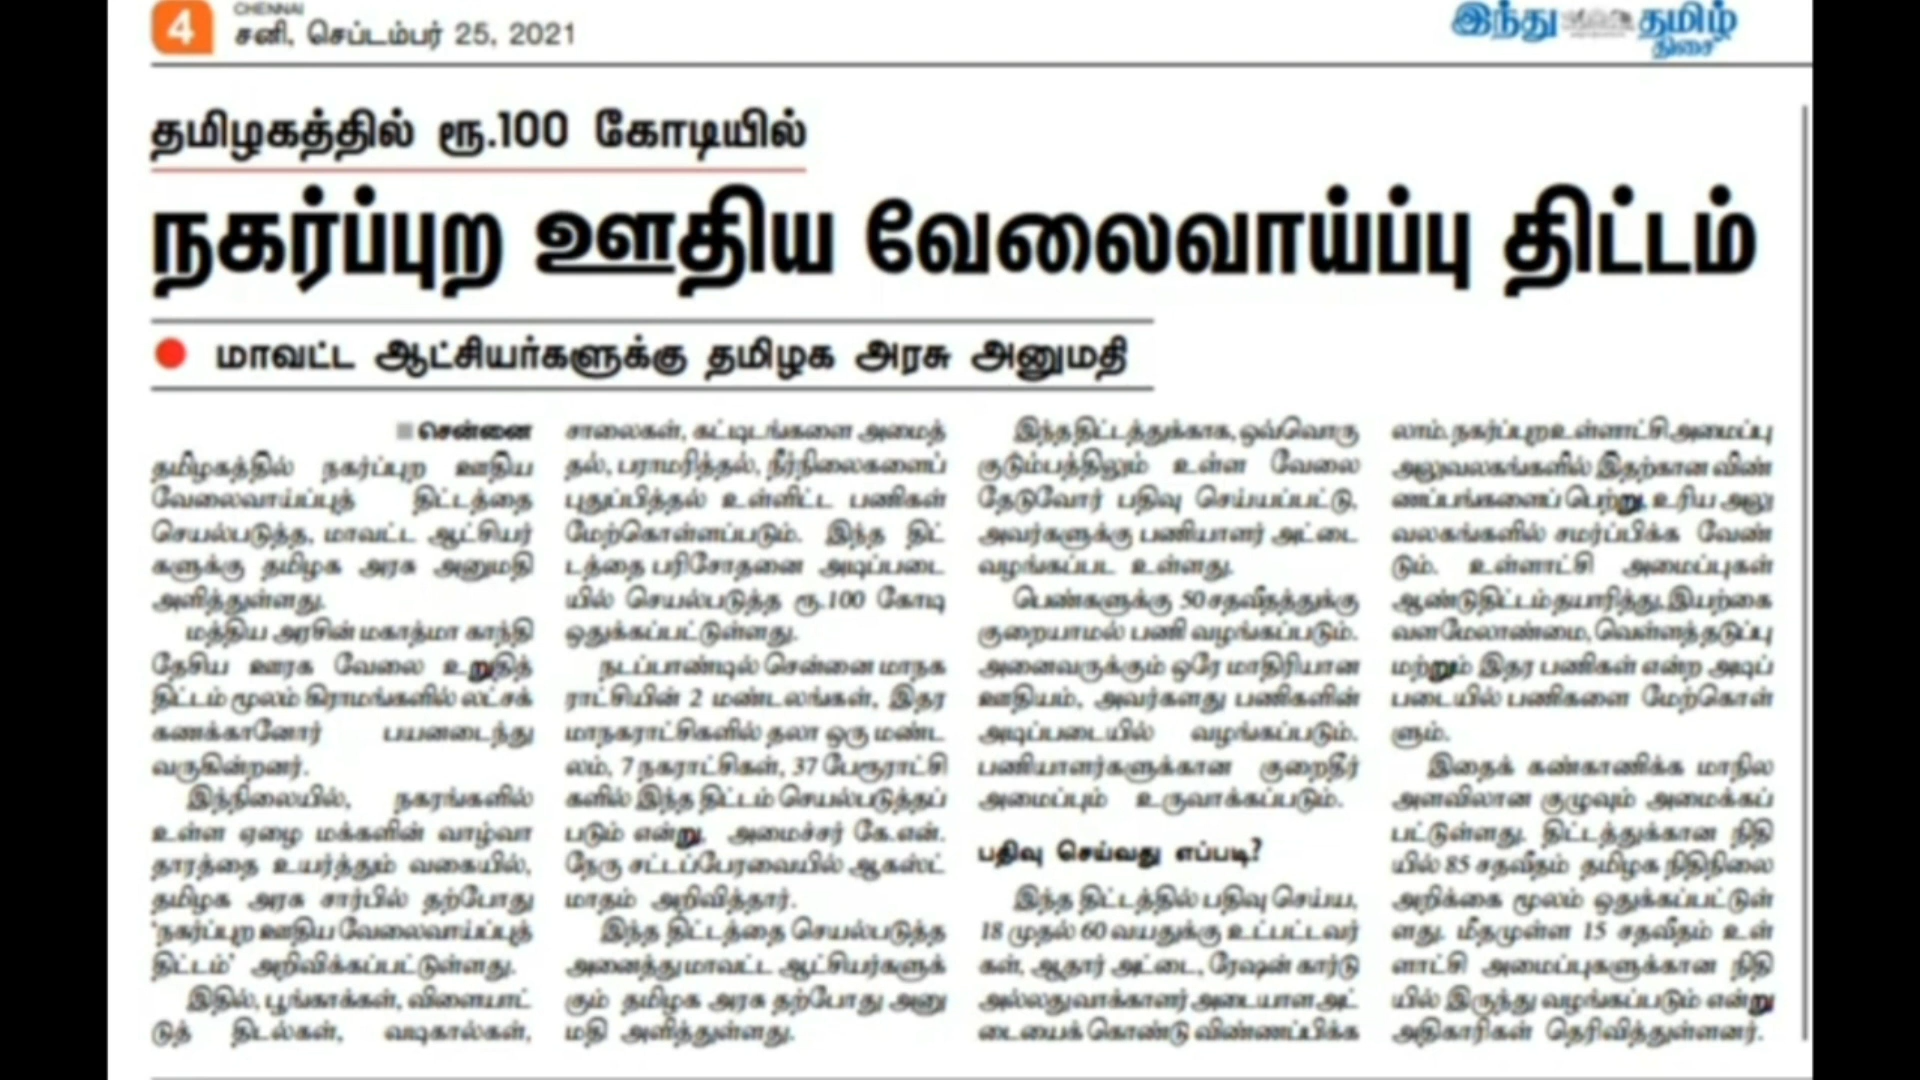 4
CHENNAI
சனி, செப்டம்பர் 25, 2021
இந்து தமிழ்
திசை
தமிழகத்தில் ரூ.100 கோடியில்
நகர்ப்புற ஊதிய வேலைவாய்ப்பு திட்டம்
● மாவட்ட ஆட்சியர்களுக்கு தமிழக அரசு அனுமதி
■ சென்னை
தமிழகத்தில் நகர்ப்புற ஊதிய
வேலைவாய்ப்புத் திட்டத்தை
செயல்படுத்த, மாவட்ட ஆட்சியர்
களுக்கு தமிழக அரசு அனுமதி
அளித்துள்ளது.
மத்திய அரசின் மகாத்மா காந்தி
தேசிய ஊரக வேலை உறுதித்
திட்டம் மூலம் கிராமங்களில் லட்சக்
கணக்கானோர் பயனடைந்து
வருகின்றனர்.
இந்நிலையில், நகரங்களில்
உள்ள ஏழை மக்களின் வாழ்வா
தாரத்தை உயர்த்தும் வகையில்,
தமிழக அரசு சார்பில் தற்போது
'நகர்ப்புற ஊதிய வேலைவாய்ப்புத்
திட்டம்' அறிவிக்கப்பட்டுள்ளது.
இதில், பூங்காக்கள், விளையாட்
டுத் திடல்கள், வடிகால்கள்,
சாலைகள், கட்டிடங்களை அமைத்
தல், பராமரித்தல், நீர்நிலைகளைப்
புதுப்பித்தல் உள்ளிட்ட பணிகள்
மேற்கொள்ளப்படும். இந்த திட்
டத்தை பரிசோதனை அடிப்படை
யில் செயல்படுத்த ரூ.100 கோடி
ஒதுக்கப்பட்டுள்ளது.
நடப்பாண்டில் சென்னை மாநக
ராட்சியின் 2 மண்டலங்கள், இதர
மாநகராட்சிகளில் தலா ஒரு மண்ட
லம், 7 நகராட்சிகள், 37 பேரூராட்சி
களில் இந்த திட்டம் செயல்படுத்தப்
படும் என்று, அமைச்சர் கே.என்.
நேரு சட்டப்பேரவையில் ஆகஸ்ட்
மாதம் அறிவித்தார்.
இந்த திட்டத்தை செயல்படுத்த
அனைத்து மாவட்ட ஆட்சியர்களுக்
கும் தமிழக அரசு தற்போது அனு
மதி அளித்துள்ளது.
இந்த திட்டத்துக்காக, ஒவ்வொரு
குடும்பத்திலும் உள்ள வேலை
தேடுவோர் பதிவு செய்யப்பட்டு,
அவர்களுக்கு பணியாளர் அட்டை
வழங்கப்பட உள்ளது.
பெண்களுக்கு 50 சதவீதத்துக்கு
குறையாமல் பணி வழங்கப்படும்.
அனைவருக்கும் ஒரே மாதிரியான
ஊதியம், அவர்களது பணிகளின்
அடிப்படையில் வழங்கப்படும்.
பணியாளர்களுக்கான குறைதீர்
அமைப்பும் உருவாக்கப்படும்.
பதிவு செய்வது எப்படி?
இந்த திட்டத்தில் பதிவு செய்ய,
18 முதல் 60 வயதுக்கு உட்பட்டவர்
கள், ஆதார் அட்டை, ரேஷன் கார்டு
அல்லது வாக்காளர் அடையாள அட்
டையைக் கொண்டு விண்ணப்பிக்க
லாம். நகர்ப்புற உள்ளாட்சி அமைப்பு
அலுவலகங்களில் இதற்கான விண்
ணப்பங்களைப் பெற்று, உரிய அலு
வலகங்களில் சமர்ப்பிக்க வேண்
டும். உள்ளாட்சி அமைப்புகள்
ஆண்டு திட்டம் தயாரித்து, இயற்கை
வள மேலாண்மை, வெள்ளத் தடுப்பு
மற்றும் இதர பணிகள் என்ற அடிப்
படையில் பணிகளை மேற்கொள்
ளும்.
இதைக் கண்காணிக்க மாநில
அளவிலான குழுவும் அமைக்கப்
பட்டுள்ளது. திட்டத்துக்கான நிதி
யில் 85 சதவீதம் தமிழக நிதிநிலை
அறிக்கை மூலம் ஒதுக்கப்பட்டுள்
ளது. மீதமுள்ள 15 சதவீதம் உள்
ளாட்சி அமைப்புகளுக்கான நிதி
யில் இருந்து வழங்கப்படும் என்று
அதிகாரிகள் தெரிவித்துள்ளனர்.